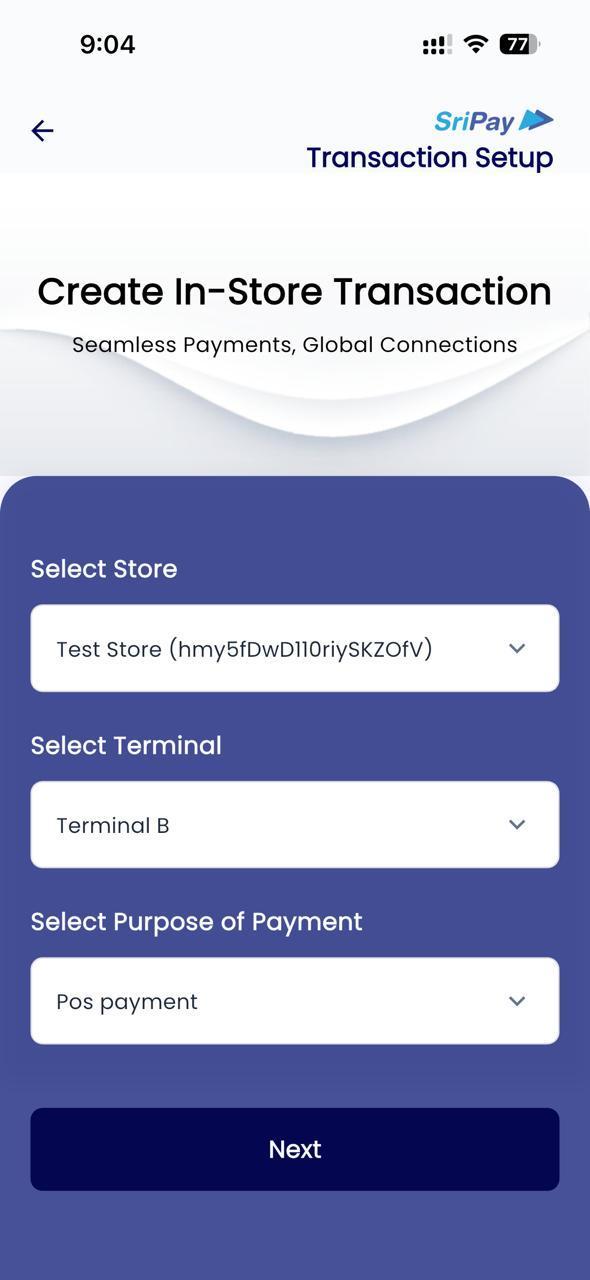 9:04
77
SriPay
Transaction Setup
Create In-Store Transaction
Seamless Payments, Global Connections
Select Store
Test Store (hmy5fDwD1l0riySKZOfV)
Select Terminal
Terminal B
Select Purpose of Payment
Pos payment
Next